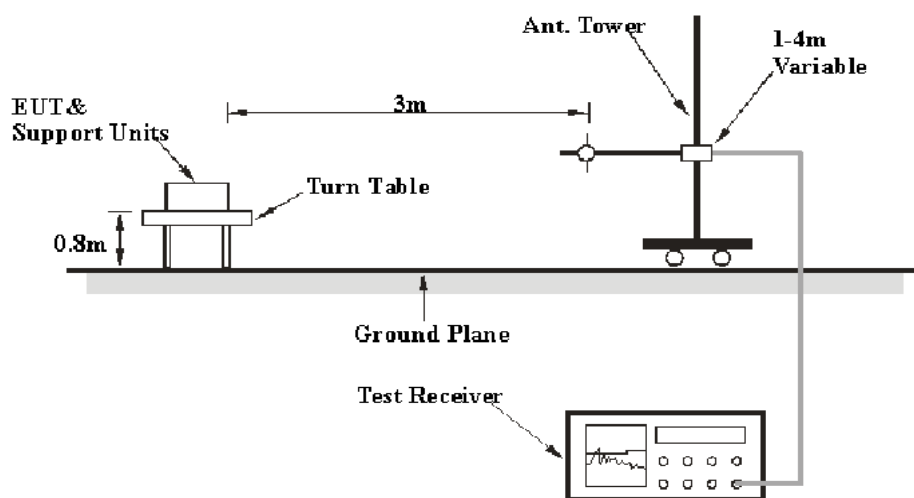 Ant. Tower
1-4m
Variable
EUT&
Support Units
3m
Turn Table
0.8m
Ground Plane
Test Receiver